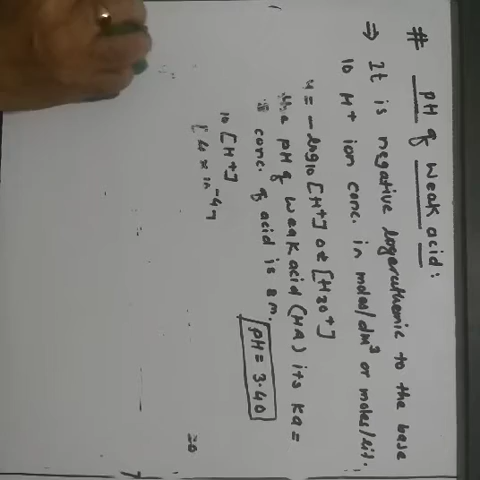 # pH of weak acid:
⇒ It is negative logeruthemic to the base
10 H+ ion conc. in moles/dm³ or moles/lit.
H = -log10 [H+] or [H3O+]
the pH of weak acid (HA) its Ka =
conc. of acid is 2m.
pH = 3.40
10 [H+]